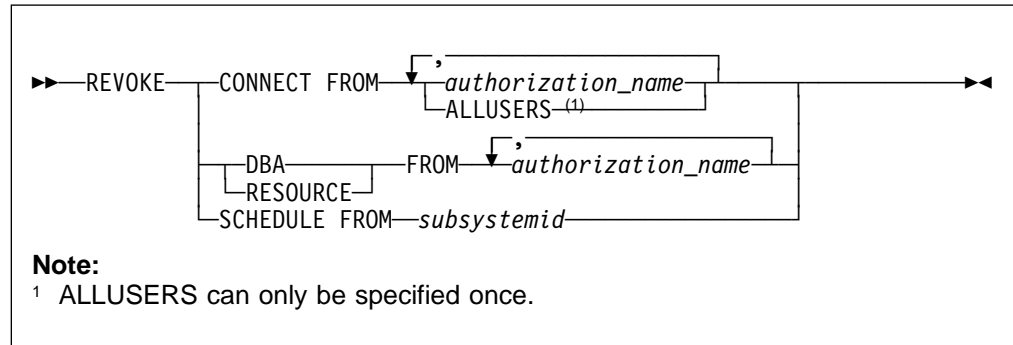 ,
REVOKE CONNECT FROM authorization_name
ALLUSERS (1)
,
DBA FROM authorization_name
RESOURCE
SCHEDULE FROM subsystemid
Note:
1 ALLUSERS can only be specified once.